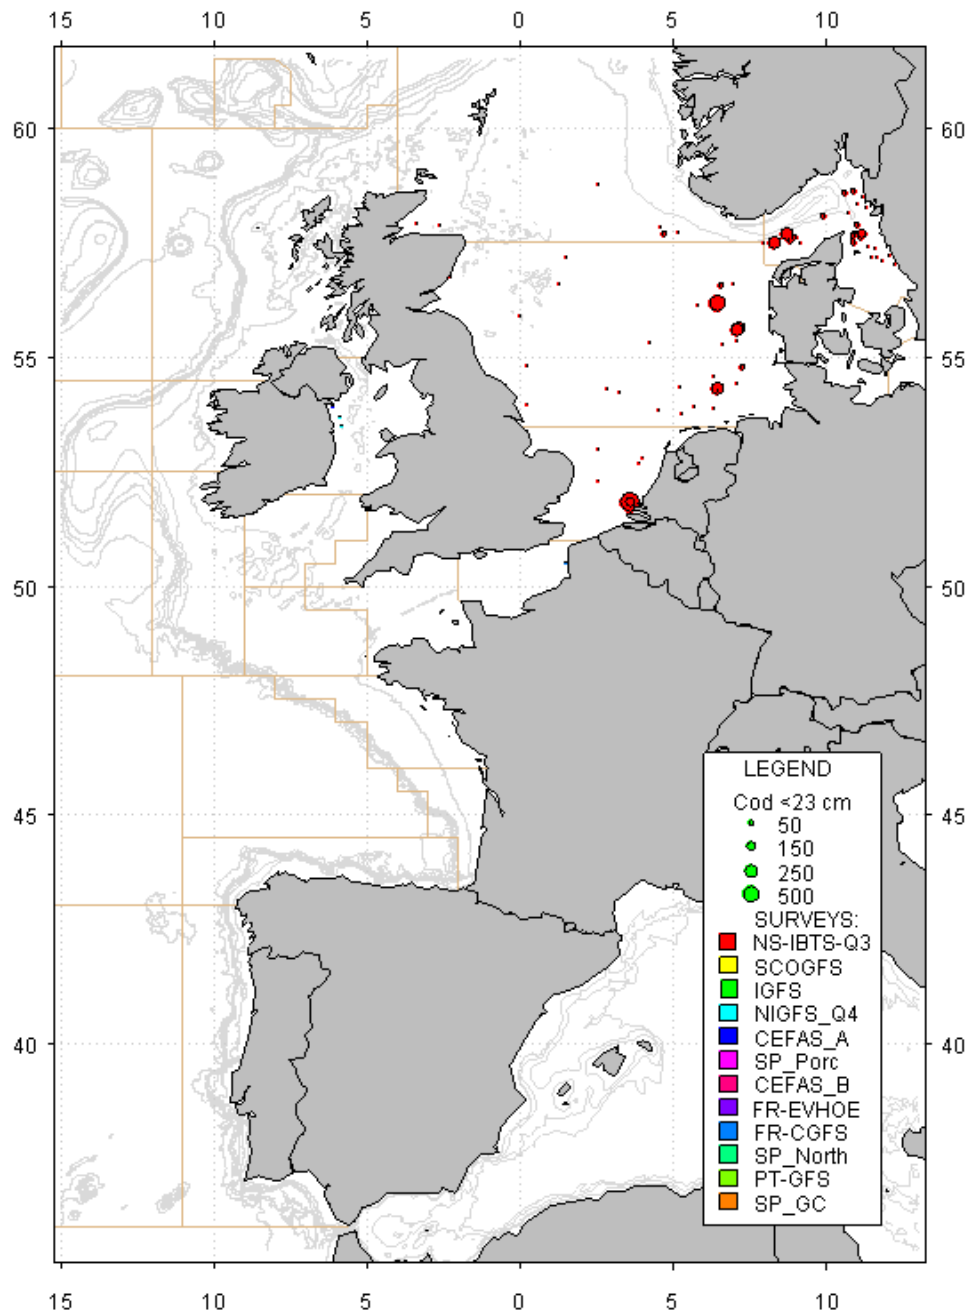 15 10 5 0 5 10
60 60
55 55
50 50
45 45
40 40
LEGEND
Cod <23 cm
50
150
250
500
SURVEYS:
NS-IBTS-Q3
SCOGFS
IGFS
NIGFS_Q4
CEFAS_A
SP_Porc
CEFAS_B
FR-EVHOE
FR-CGFS
SP_North
PT-GFS
SP_GC
15 10 5 0 5 10